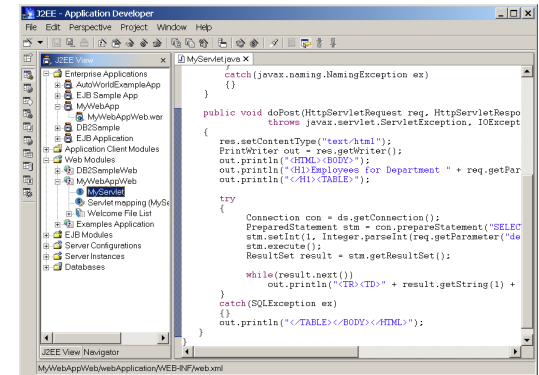 J2EE - Application Developer
File Edit Perspective Project Window Help
J2EE View
Enterprise Applications
AutoWorldExampleApp
EJB Sample App
MyWebApp
MyWebAppWeb.war
DB2Sample
EJB Application
Application Client Modules
Web Modules
DB2SampleWeb
MyWebAppWeb
MyServlet
Servlet mapping (MySe
Welcome File List
Examples Application
EJB Modules
Server Configurations
Server Instances
Databases
J2EE View Navigator
MyServlet.java
}
catch(javax.naming.NamingException ex)
{}
}
public void doPost(HttpServletRequest req, HttpServletRespo
throws javax.servlet.ServletException, IOExcept
{
res.setContentType("text/html");
PrintWriter out = res.getWriter();
out.println("<HTML><BODY>");
out.println("<H1>Employees for Department " + req.getPar
out.println("</H1><TABLE>");
try
{
Connection con = ds.getConnection();
PreparedStatement stm = con.prepareStatement("SELEC
stm.setInt(1, Integer.parseInt(req.getParameter("de
stm.execute();
ResultSet result = stm.getResultSet();
while(result.next())
out.println("<TR><TD>" + result.getString(1) +
}
catch(SQLException ex)
{}
out.println("</TABLE></BODY></HTML>");
}
}
MyWebAppWeb/webApplication/WEB-INF/web.xml